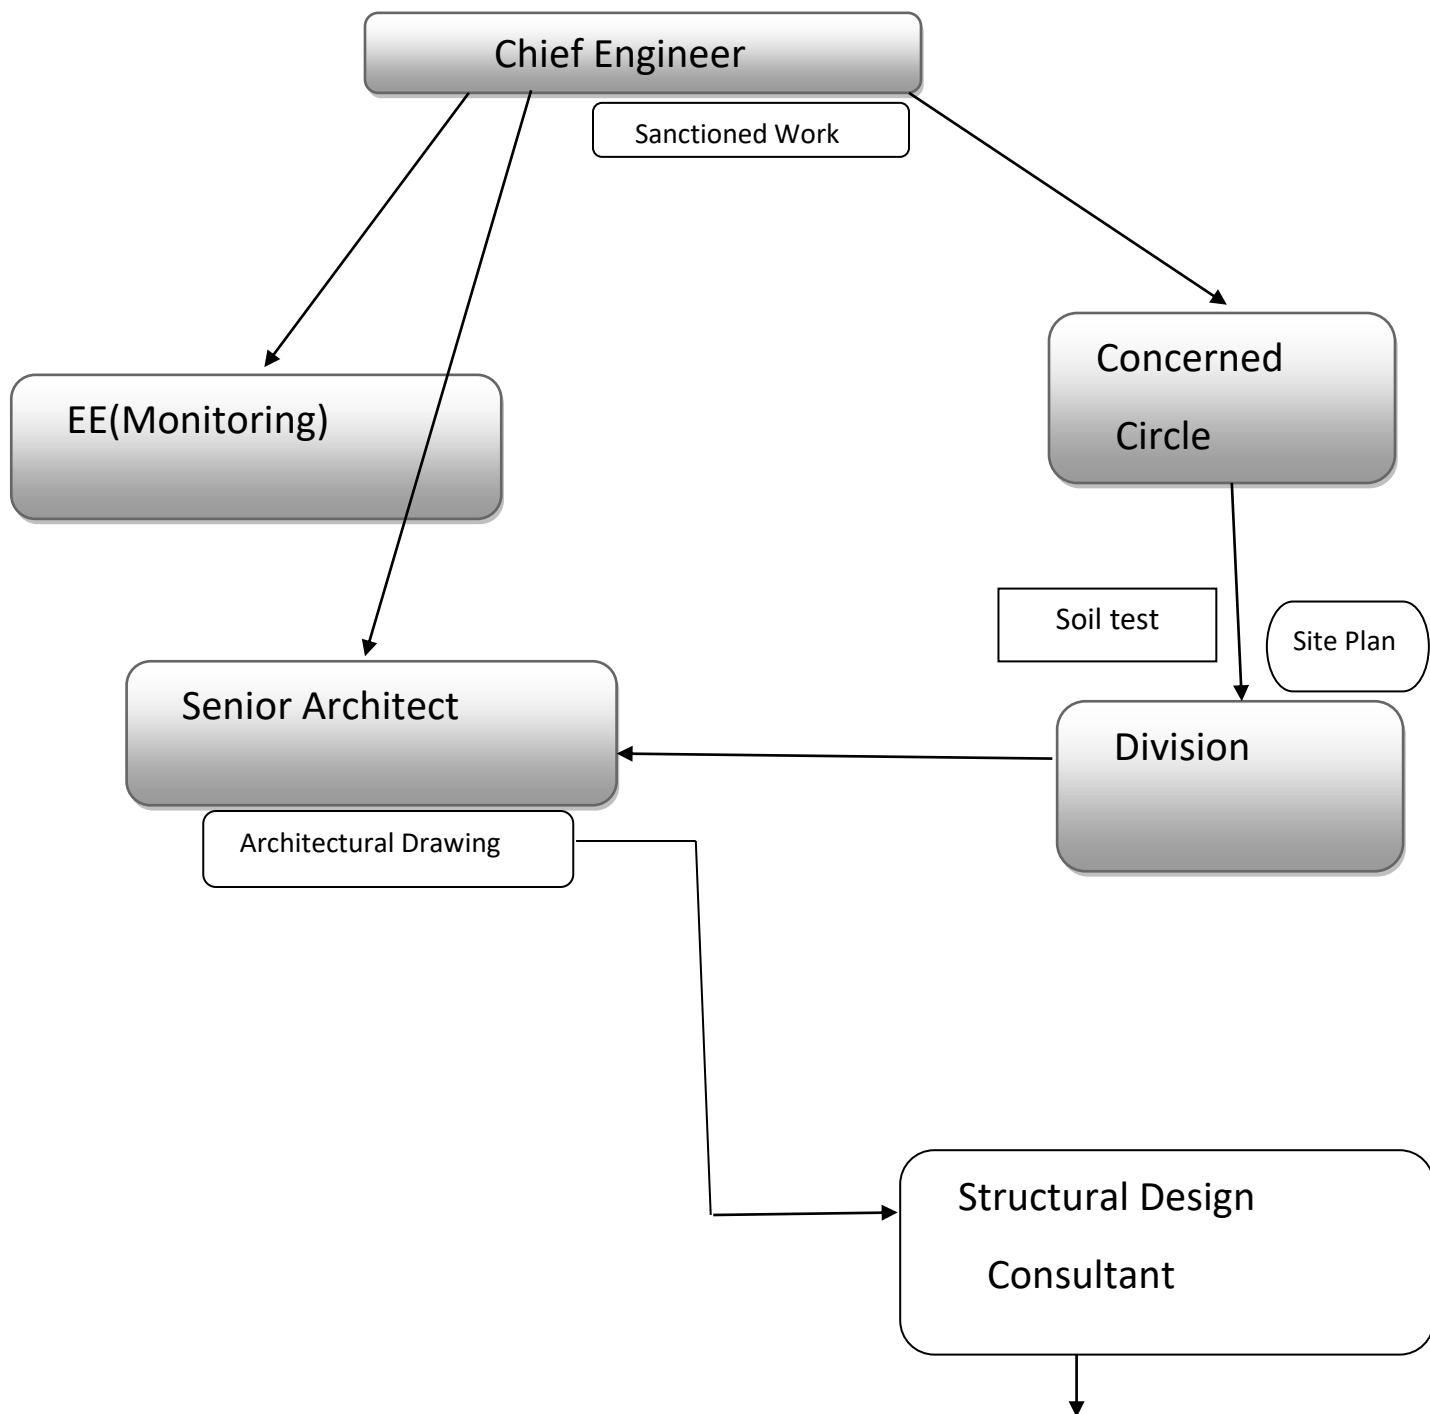 Chief Engineer
Sanctioned Work
Concerned
Circle
EE(Monitoring)
Soil test
Site Plan
Senior Architect
Division
Architectural Drawing
Structural Design
Consultant